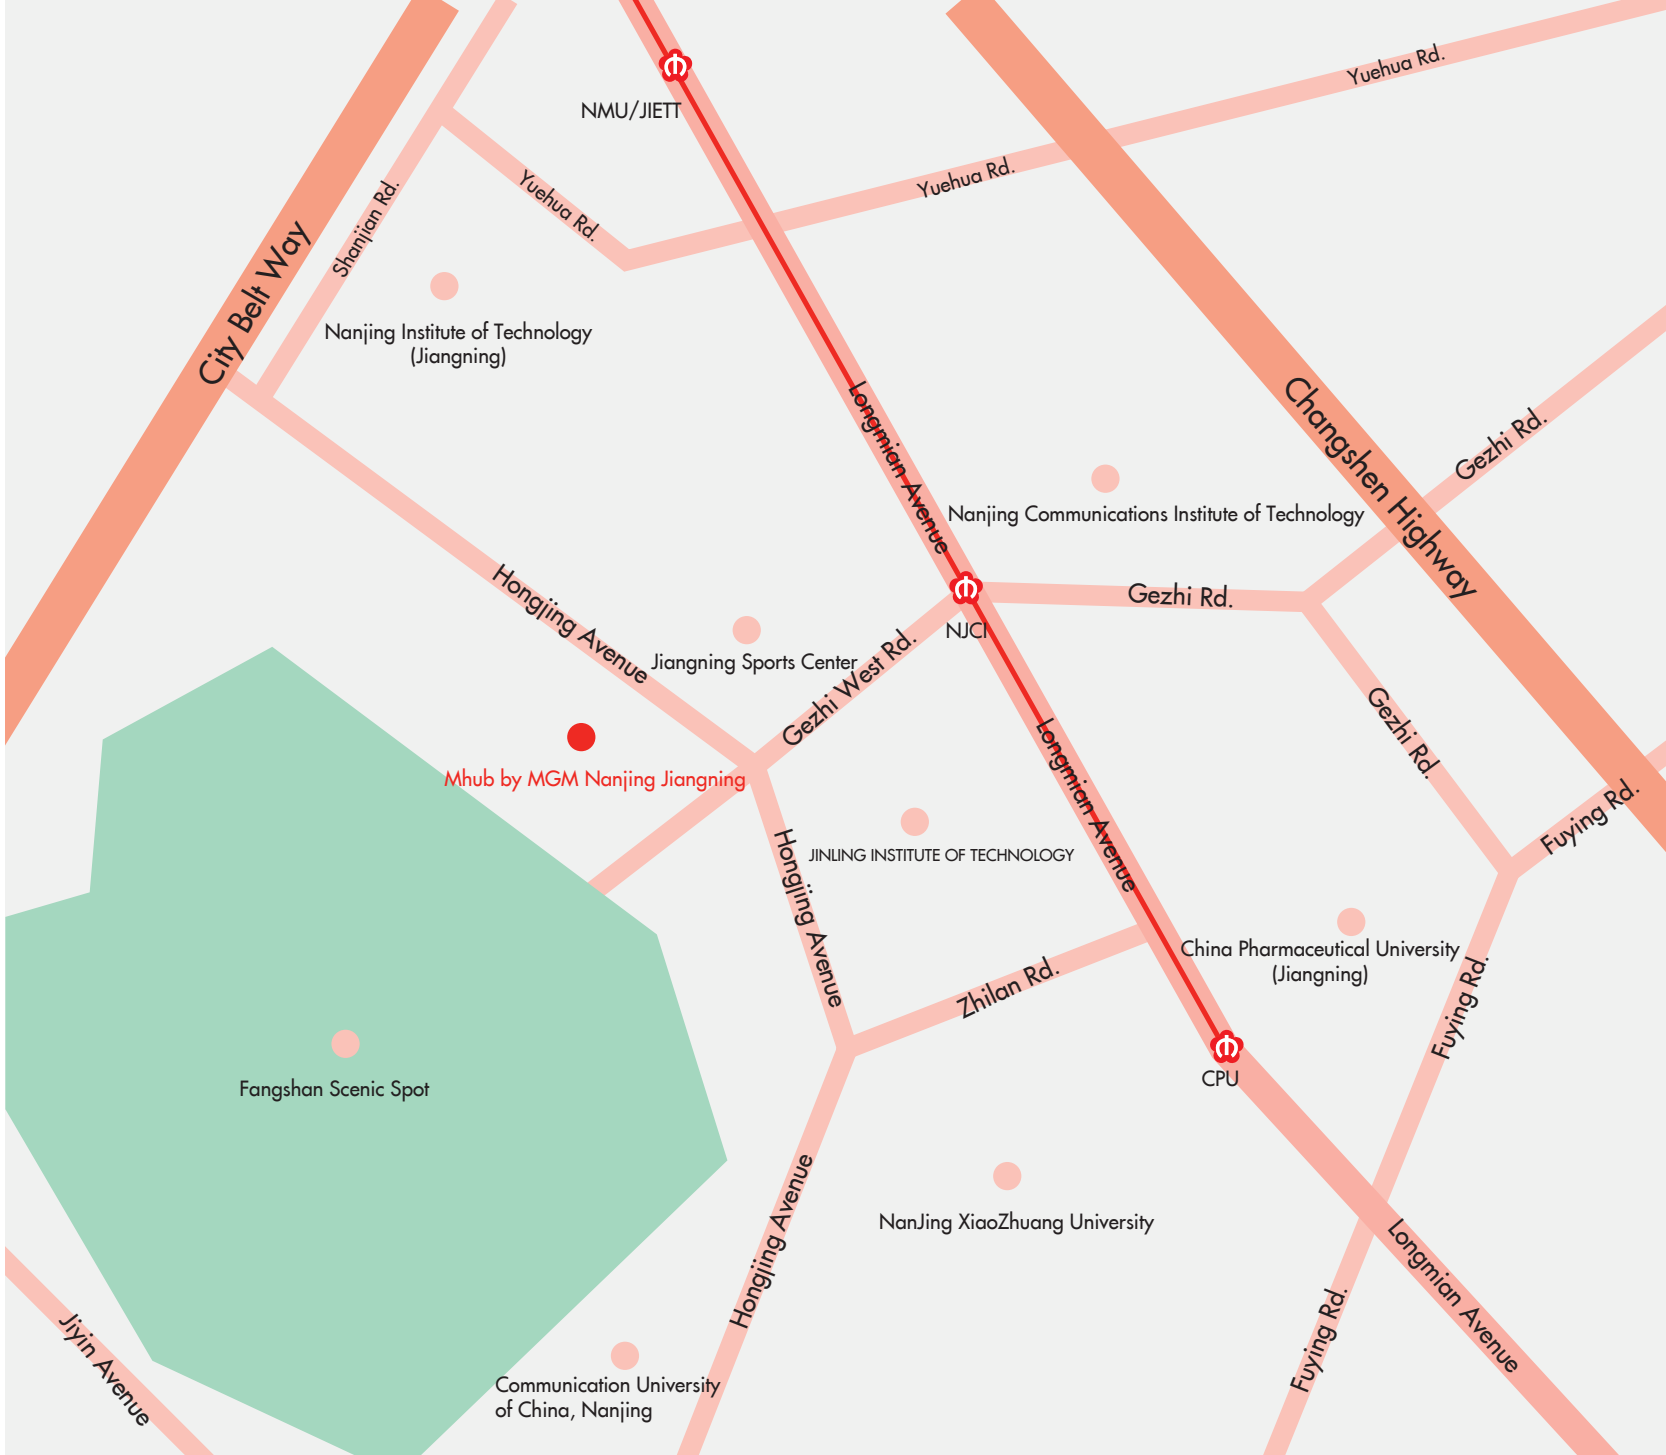 NMU/JIETT
Yuehua Rd.
Yuehua Rd.
Yuehua Rd.
Shanjian Rd.
City Belt Way
Nanjing Institute of Technology
(Jiangning)
Longmian Avenue
Changshen Highway
Gezhi Rd.
Nanjing Communications Institute of Technology
Hongjing Avenue
Gezhi Rd.
NJCI
Jiangning Sports Center
Gezhi West Rd.
Gezhi Rd.
Mhub by MGM Nanjing Jiangning
Longmian Avenue
Fuying Rd.
JINLING INSTITUTE OF TECHNOLOGY
Hongjing Avenue
China Pharmaceutical University
(Jiangning)
Zhilan Rd.
Fuying Rd.
Fangshan Scenic Spot
CPU
NanJing XiaoZhuang University
Hongjing Avenue
Longmian Avenue
Fuying Rd.
Jiyin Avenue
Communication University
of China, Nanjing